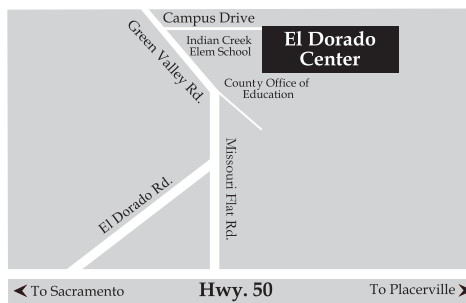 Campus Drive
Indian Creek
Elem School
El Dorado
Center
Green Valley Rd.
County Office of
Education
Missouri Flat Rd.
El Dorado Rd.
To Sacramento
Hwy. 50
To Placerville